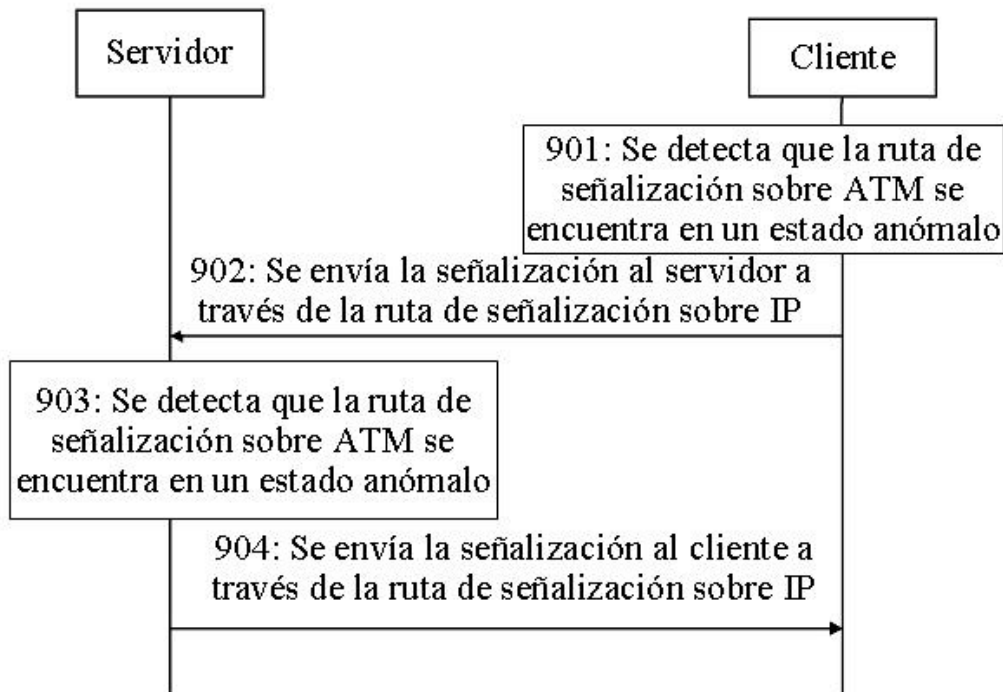 Servidor
Cliente
901: Se detecta que la ruta de
señalización sobre ATM se
encuentra en un estado anómalo
902: Se envía la señalización al servidor a
través de la ruta de señalización sobre IP
903: Se detecta que la ruta de
señalización sobre ATM se
encuentra en un estado anómalo
904: Se envía la señalización al cliente a
través de la ruta de señalización sobre IP